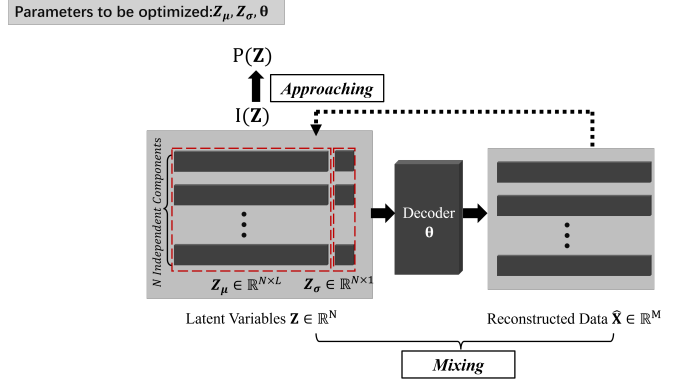 Parameters to be optimized:Z_μ, Z_σ, θ
P(Z)
Approaching
I(Z)
N Independent Components
Decoder
θ
Z_μ ∈ ℝ^{N×L} Z_σ ∈ ℝ^{N×1}
Latent Variables Z ∈ ℝ^N Reconstructed Data X̂ ∈ ℝ^M
Mixing